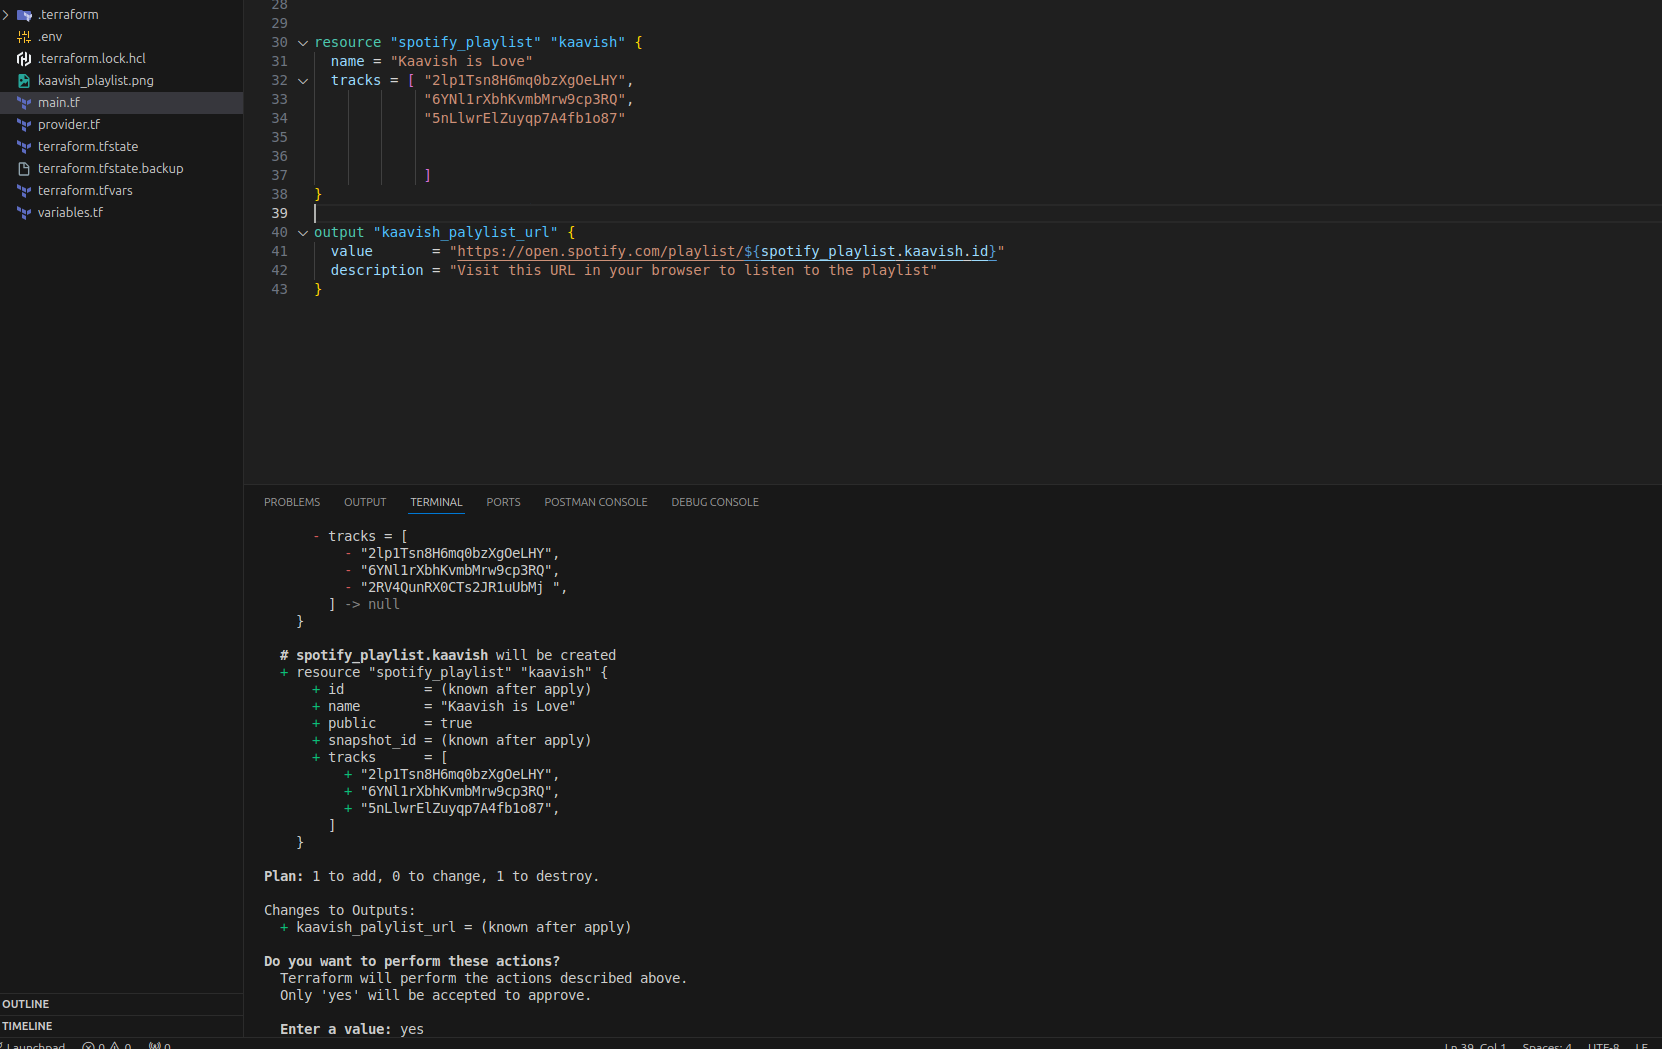 .terraform
.env
.terraform.lock.hcl
kaavish_playlist.png
main.tf
provider.tf
terraform.tfstate
terraform.tfstate.backup
terraform.tfvars
variables.tf
OUTLINE
TIMELINE
28
29
30 resource "spotify_playlist" "kaavish" {
31 name = "Kaavish is Love"
32 tracks = [ "2lp1Tsn8H6mq0bzXgOeLHY",
33 "6YNl1rXbhKvmbMrw9cp3RQ",
34 "5nLlwrElZuyqp7A4fb1o87"
35
36
37 ]
38 }
39
40 output "kaavish_palylist_url" {
41 value = "https://open.spotify.com/playlist/${spotify_playlist.kaavish.id}"
42 description = "Visit this URL in your browser to listen to the playlist"
43 }
PROBLEMS OUTPUT TERMINAL PORTS POSTMAN CONSOLE DEBUG CONSOLE
- tracks = [
- "2lp1Tsn8H6mq0bzXgOeLHY",
- "6YNl1rXbhKvmbMrw9cp3RQ",
- "2RV4QunRX0CTs2JR1uUbMj ",
] -> null
}
# spotify_playlist.kaavish will be created
+ resource "spotify_playlist" "kaavish" {
+ id = (known after apply)
+ name = "Kaavish is Love"
+ public = true
+ snapshot_id = (known after apply)
+ tracks = [
+ "2lp1Tsn8H6mq0bzXgOeLHY",
+ "6YNl1rXbhKvmbMrw9cp3RQ",
+ "5nLlwrElZuyqp7A4fb1o87",
]
}
Plan: 1 to add, 0 to change, 1 to destroy.
Changes to Outputs:
+ kaavish_palylist_url = (known after apply)
Do you want to perform these actions?
Terraform will perform the actions described above.
Only 'yes' will be accepted to approve.
Enter a value: yes
Launchpad 0 0 0 Ln 39, Col 1 Spaces: 4 UTF-8 LF